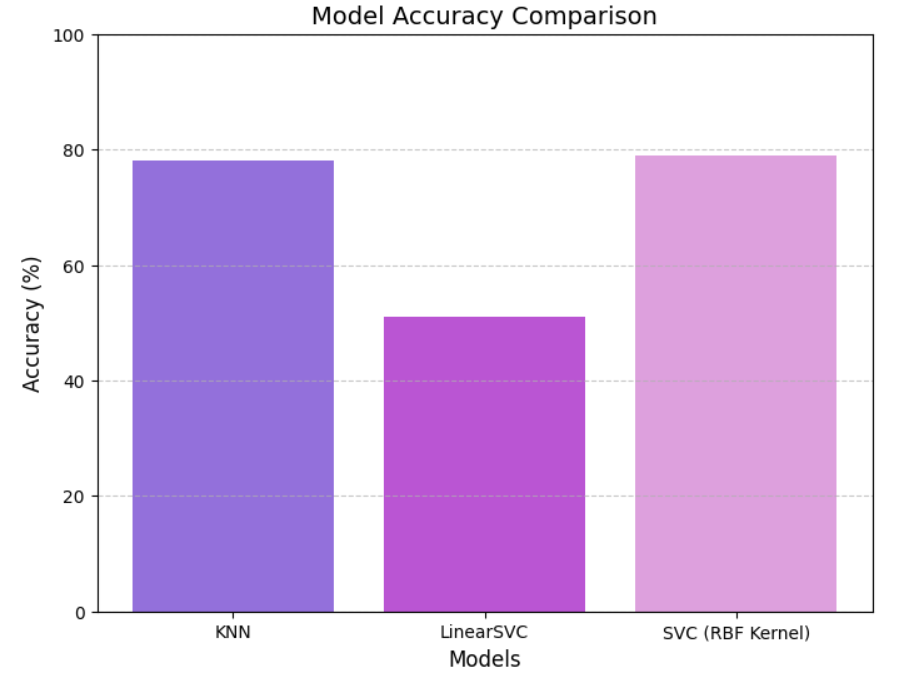 Model Accuracy Comparison
Accuracy (%)
100
80
60
40
20
0
KNN LinearSVC SVC (RBF Kernel)
Models